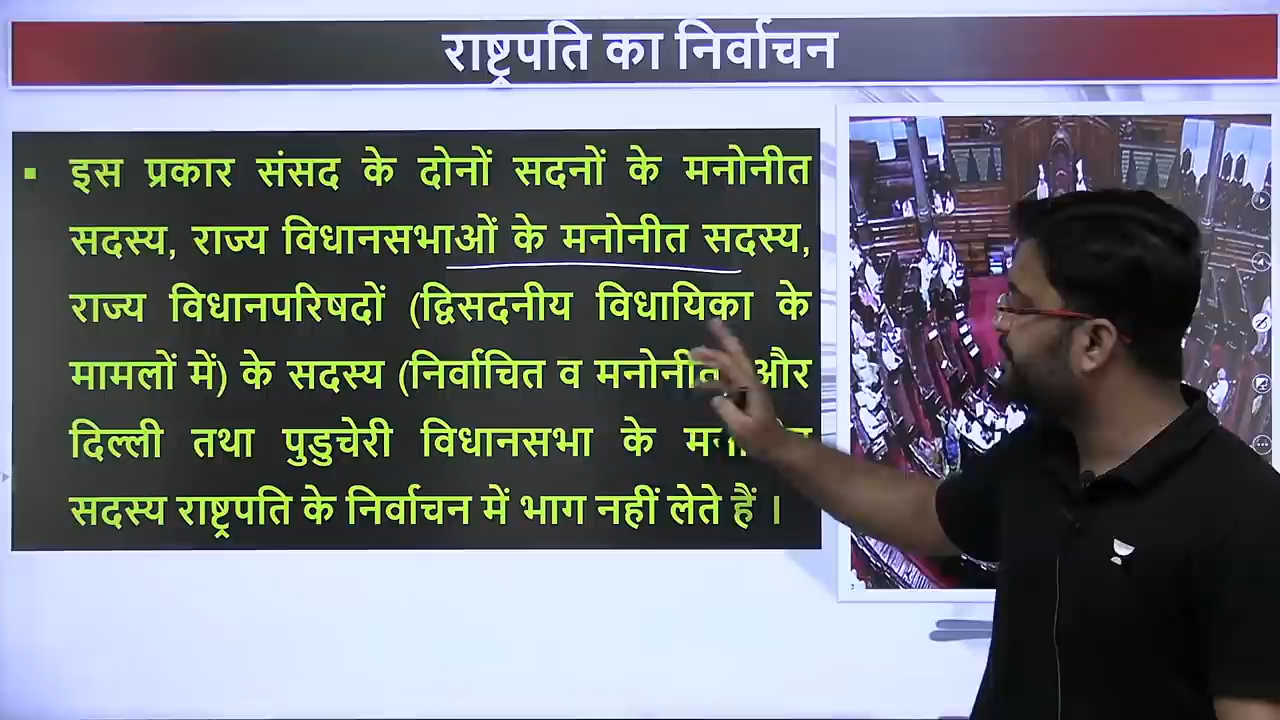 राष्ट्रपति का निर्वाचन
इस प्रकार संसद के दोनों सदनों के मनोनीत
सदस्य, राज्य विधानसभाओं के मनोनीत सदस्य,
राज्य विधानपरिषदों (द्विसदनीय विधायिका के
मामलों में) के सदस्य (निर्वाचित व मनोनीत और
दिल्ली तथा पुडुचेरी विधानसभा के
सदस्य राष्ट्रपति के निर्वाचन में भाग नहीं लेते हैं ।